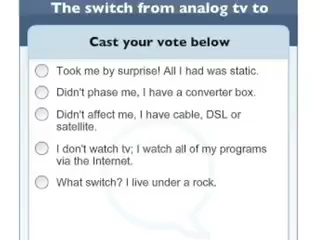 The switch from analog tv to
Cast your vote below
Took me by surprise! All I had was static.
Didn't phase me, I have a converter box.
Didn't affect me, I have cable, DSL or
satellite.
I don't watch tv; I watch all of my programs
via the Internet.
What switch? I live under a rock.